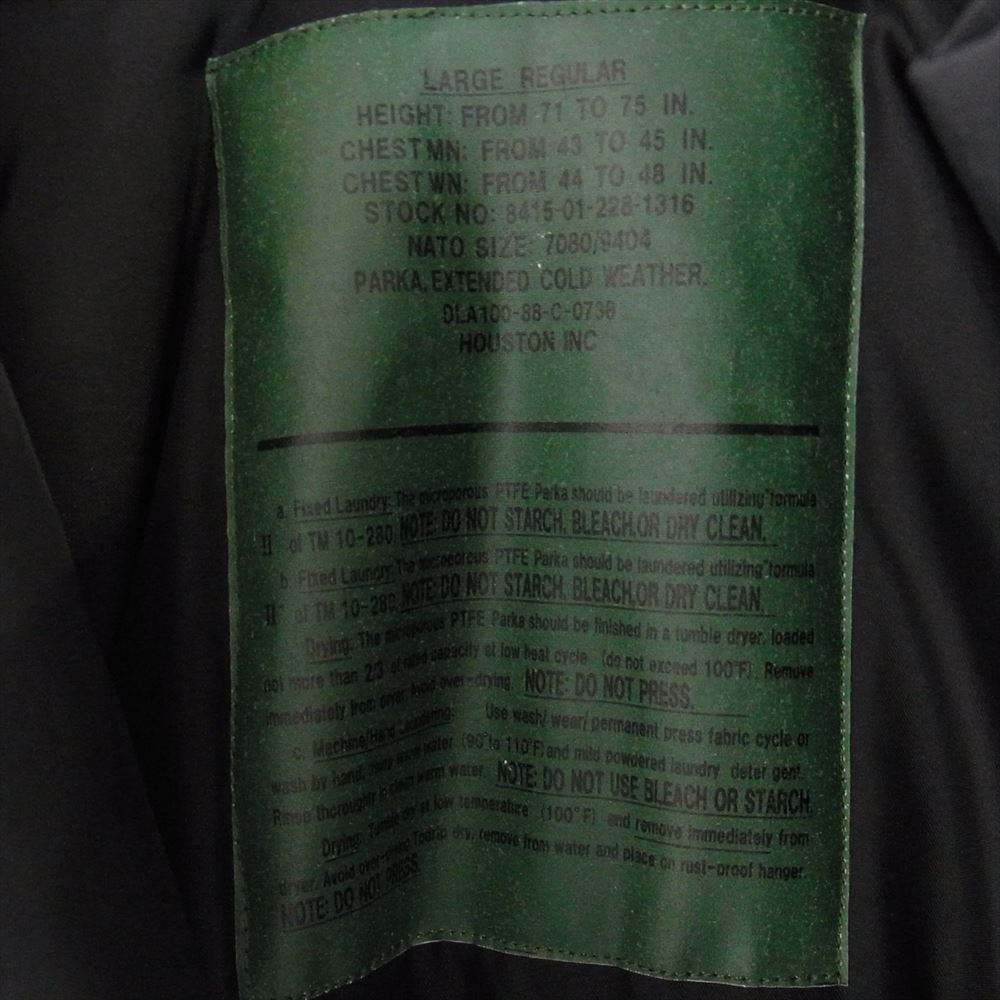 LARGE REGULAR
HEIGHT: FROM 71 TO 75 IN.
CHEST MN: FROM 43 TO 45 IN.
CHEST WN: FROM 44 TO 48 IN.
STOCK NO: 8415-01-228-1316
NATO SIZE: 7080/9404
PARKA, EXTENDED COLD WEATHER.
DLA100-88-C-0736
HOUSTON INC
a. Fixed Laundry: The microporous PTFE Parka should be laundered utilizing formula
II of TM 10-280. NOTE: DO NOT STARCH, BLEACH, OR DRY CLEAN.
b. Fixed Laundry: The microporous PTFE Parka should be laundered utilizing formula
II of TM 10-280. NOTE: DO NOT STARCH, BLEACH, OR DRY CLEAN.
Drying: The microporous PTFE Parka should be finished in a tumble dryer, loaded
not more than 2/3 of rated capacity at low heat cycle (do not exceed 100°F). Remove
immediately from dryer Avoid over-drying. NOTE: DO NOT PRESS.
c. Machine/Hand Laundering: Use wash/wear/permanent press fabric cycle or
wash by hand, warm water (90° to 110°F) and mild powdered laundry deter gent.
Rinse thoroughly in clean warm water. NOTE: DO NOT USE BLEACH OR STARCH.
Drying: Tumble dry at low temperature (100°F) and remove immediately from
dryer. Avoid To drip dry, remove from water and place on rust-proof hanger.
NOTE: DO NOT PRESS